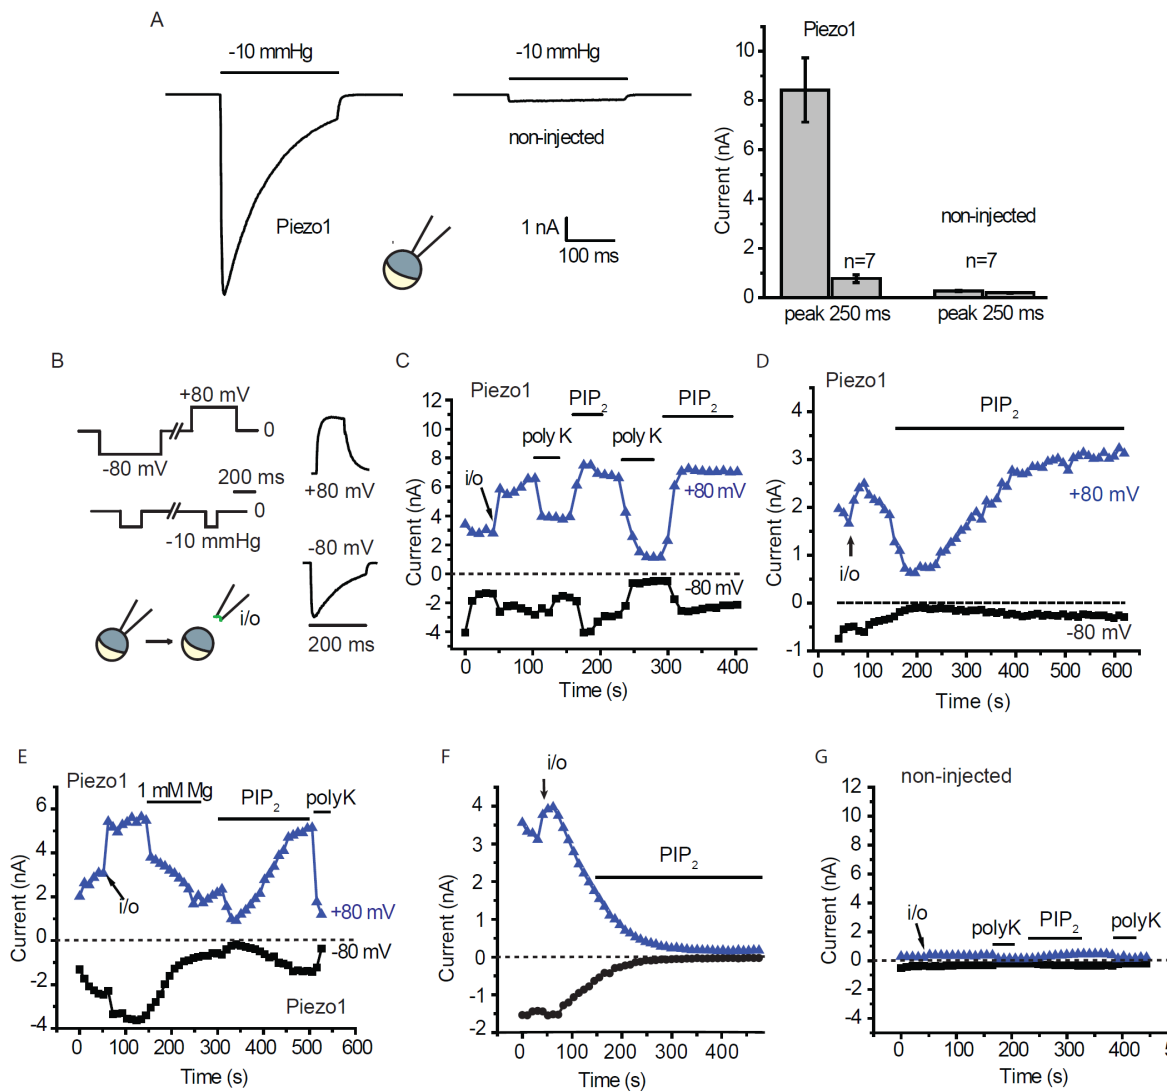 A
-10 mmHg
-10 mmHg
Piezo1
non-injected
1 nA
100 ms
Piezo1
Current (nA)
10
8
6
4
2
0
n=7
non-injected
n=7
peak 250 ms
peak 250 ms
B
+80 mV
0
-80 mV
200 ms
0
-10 mmHg
i/o
+80 mV
-80 mV
200 ms
C
Piezo1
PIP2
PIP2
poly K
poly K
i/o
+80 mV
-80 mV
Current (nA)
12
10
8
6
4
2
0
-2
-4
0 100 200 300 400
Time (s)
D
Piezo1
PIP2
+80 mV
i/o
-80 mV
Current (nA)
4
3
2
1
0
-1
0 100 200 300 400 500 600
Time (s)
E
Piezo1
1 mM Mg
PIP2
polyK
i/o
+80 mV
-80 mV
Piezo1
Current (nA)
6
4
2
0
-2
-4
0 100 200 300 400 500 600
Time (s)
F
i/o
PIP2
Current (nA)
4
3
2
1
0
-1
-2
0 100 200 300 400
Time (s)
G
non-injected
i/o
polyK
PIP2
polyK
Current (nA)
12
10
8
6
4
2
0
-2
-4
0 100 200 300 400
Time (s)